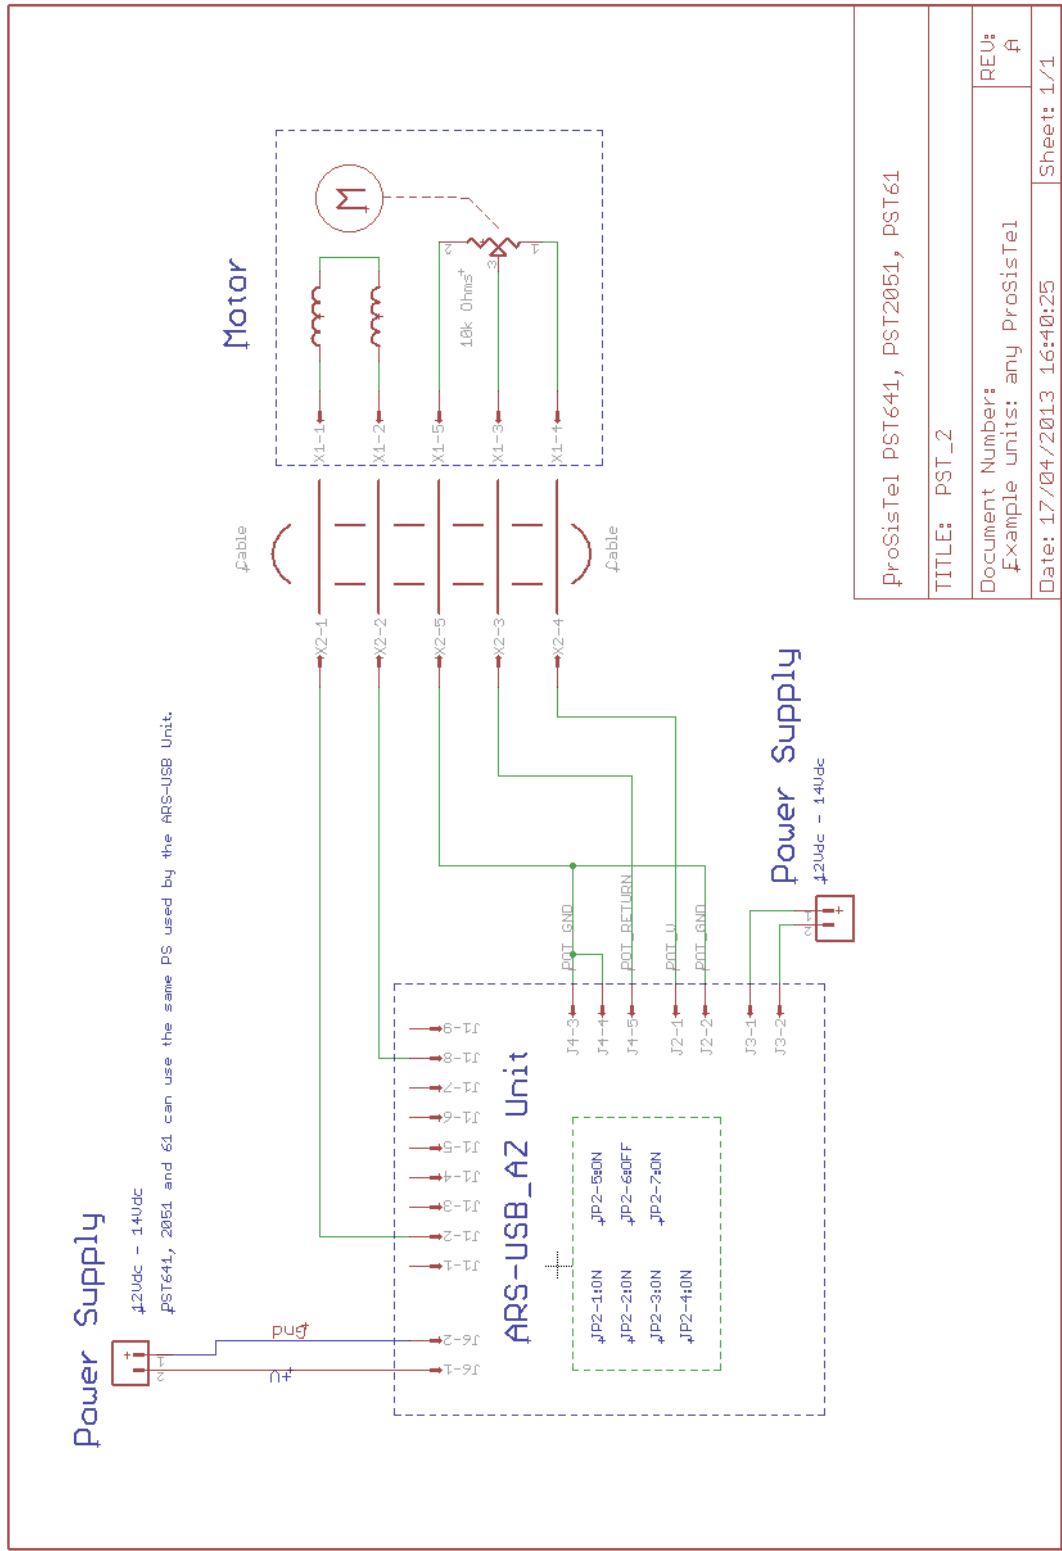 Power Supply
12Vdc - 14Vdc
PST641, 2051 and 61 can use the same PS used by the ARS-USB Unit.
1
2
Gnd
+V
Motor
M
10k Ohms
2
3
1
X1-1
X1-2
X1-5
X1-3
X1-4
Cable
Cable
X2-1
X2-2
X2-5
X2-3
X2-4
POT_GND
POT_RETURN
POT_V
POT_GND
J1-9
J1-8
J1-7
J1-6
J1-5
J1-4
J1-3
J1-2
J1-1
J6-2
J6-1
ARS-USB_AZ Unit
J4-3
J4-4
J4-5
J2-1
J2-2
J3-1
J3-2
JP2-1:ON
JP2-2:ON
JP2-3:ON
JP2-4:ON
JP2-5:ON
JP2-6:OFF
JP2-7:ON
Power Supply
12Vdc - 14Vdc
1
2
ProSisTel PST641, PST2051, PST61
TITLE: PST_2
Document Number:
Example units: any ProSisTel
REV:
A
Date: 17/04/2013 16:40:25
Sheet: 1/1